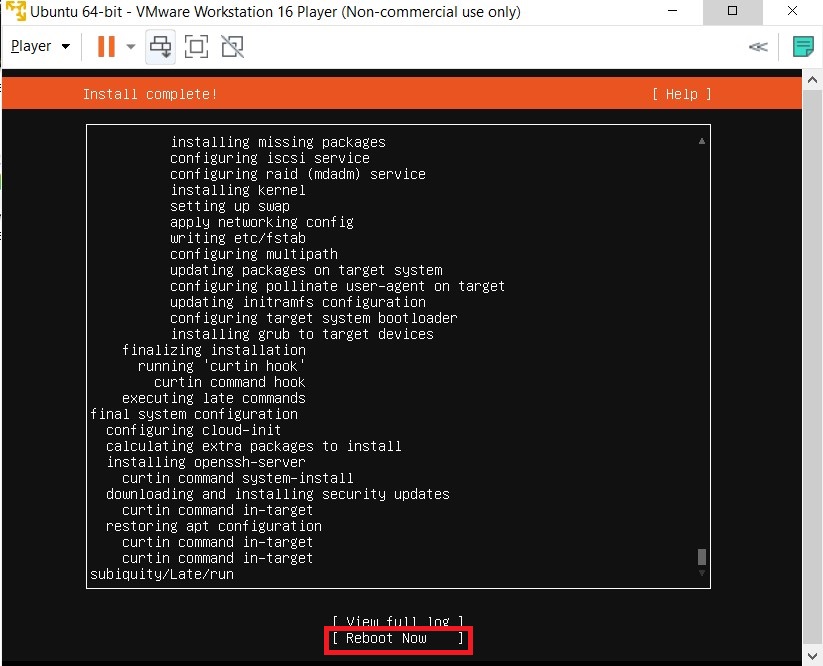 Ubuntu 64-bit - VMware Workstation 16 Player (Non-commercial use only)
Player
Install complete! [ Help ]
installing missing packages
configuring iscsi service
configuring raid (mdadm) service
installing kernel
setting up swap
apply networking config
writing etc/fstab
configuring multipath
updating packages on target system
configuring pollinate user-agent on target
updating initramfs configuration
configuring target system bootloader
installing grub to target devices
finalizing installation
running 'curtin hook'
curtin command hook
executing late commands
final system configuration
configuring cloud-init
calculating extra packages to install
installing openssh-server
curtin command system-install
downloading and installing security updates
curtin command in-target
restoring apt configuration
curtin command in-target
curtin command in-target
subiquity/Late/run
[ View full log ]
[ Reboot Now ]